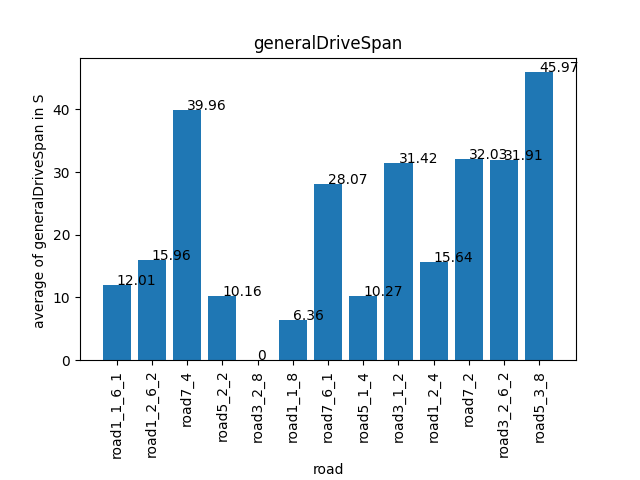 generalDriveSpan
average of generalDriveSpan in S
40
30
20
10
0
12.01
15.96
39.96
10.16
0
6.36
28.07
10.27
31.42
15.64
32.03
31.91
45.97
road1_1_6_1
road1_2_6_2
road7_4
road5_2_2
road3_2_8
road1_1_8
road7_6_1
road5_1_4
road3_1_2
road1_2_4
road7_2
road3_2_6_2
road5_3_8
road